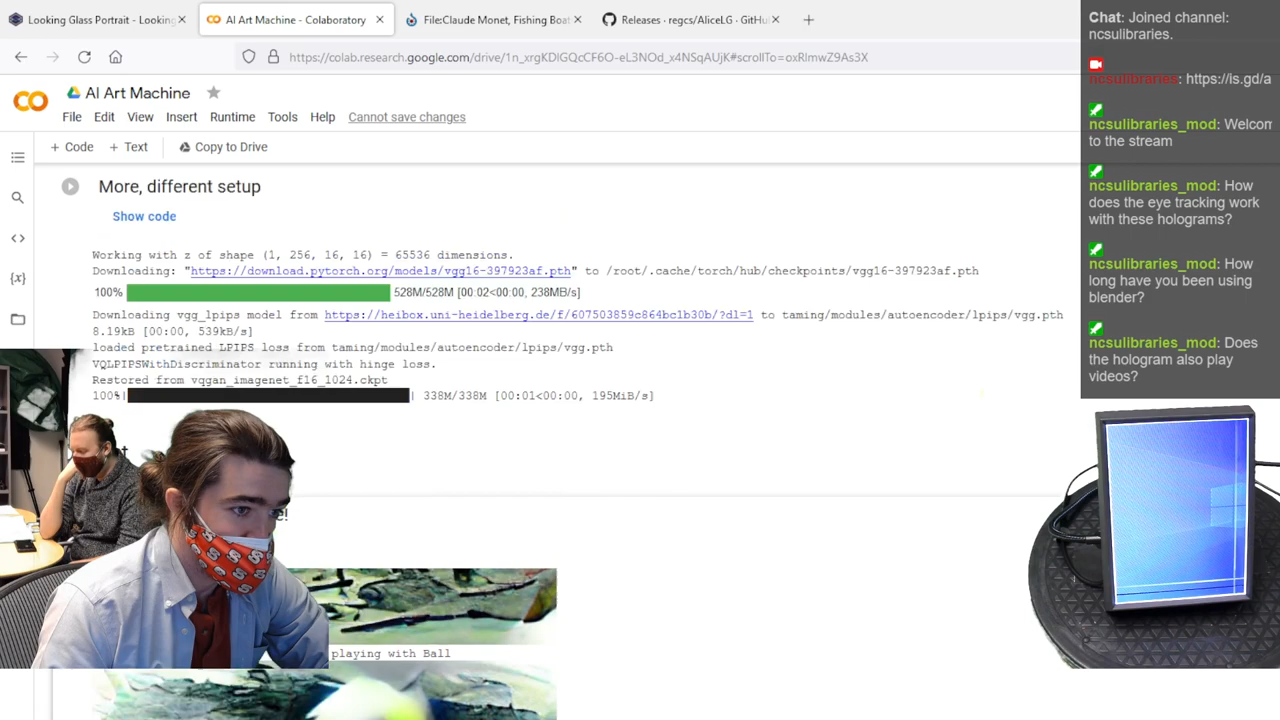 Looking Glass Portrait - Looking
AI Art Machine - Colaboratory
File:Claude Monet, Fishing Boat
Releases · regcs/AliceLG · GitHu
https://colab.research.google.com/drive/1n_xrgKDlGQcCF6O-eL3NOd_x4NSqAUjK#scrollTo=oxRlmwZ9As3X
CO
AI Art Machine
File Edit View Insert Runtime Tools Help Cannot save changes
+ Code + Text Copy to Drive
More, different setup
Show code
Working with z of shape (1, 256, 16, 16) = 65536 dimensions.
Downloading: "https://download.pytorch.org/models/vgg16-397923af.pth" to /root/.cache/torch/hub/checkpoints/vgg16-397923af.pth
100% 528M/528M [00:02<00:00, 238MB/s]
Downloading vgg_lpips model from https://heibox.uni-heidelberg.de/f/607503859c864bc1b30b/?dl=1 to taming/modules/autoencoder/lpips/vgg.pth
8.19kB [00:00, 539kB/s]
loaded pretrained LPIPS loss from taming/modules/autoencoder/lpips/vgg.pth
VQLPIPSWithDiscriminator running with hinge loss.
Restored from vqgan_imagenet_f16_1024.ckpt
100%| | 338M/338M [00:01<00:00, 195MiB/s]
playing with Ball
Chat: Joined channel:
ncsulibraries.
ncsulibraries: https://is.gd/a
ncsulibraries_mod: Welcom
to the stream
ncsulibraries_mod: How
does the eye tracking work
with these holograms?
ncsulibraries_mod: How
long have you been using
blender?
ncsulibraries_mod: Does
the hologram also play
videos?